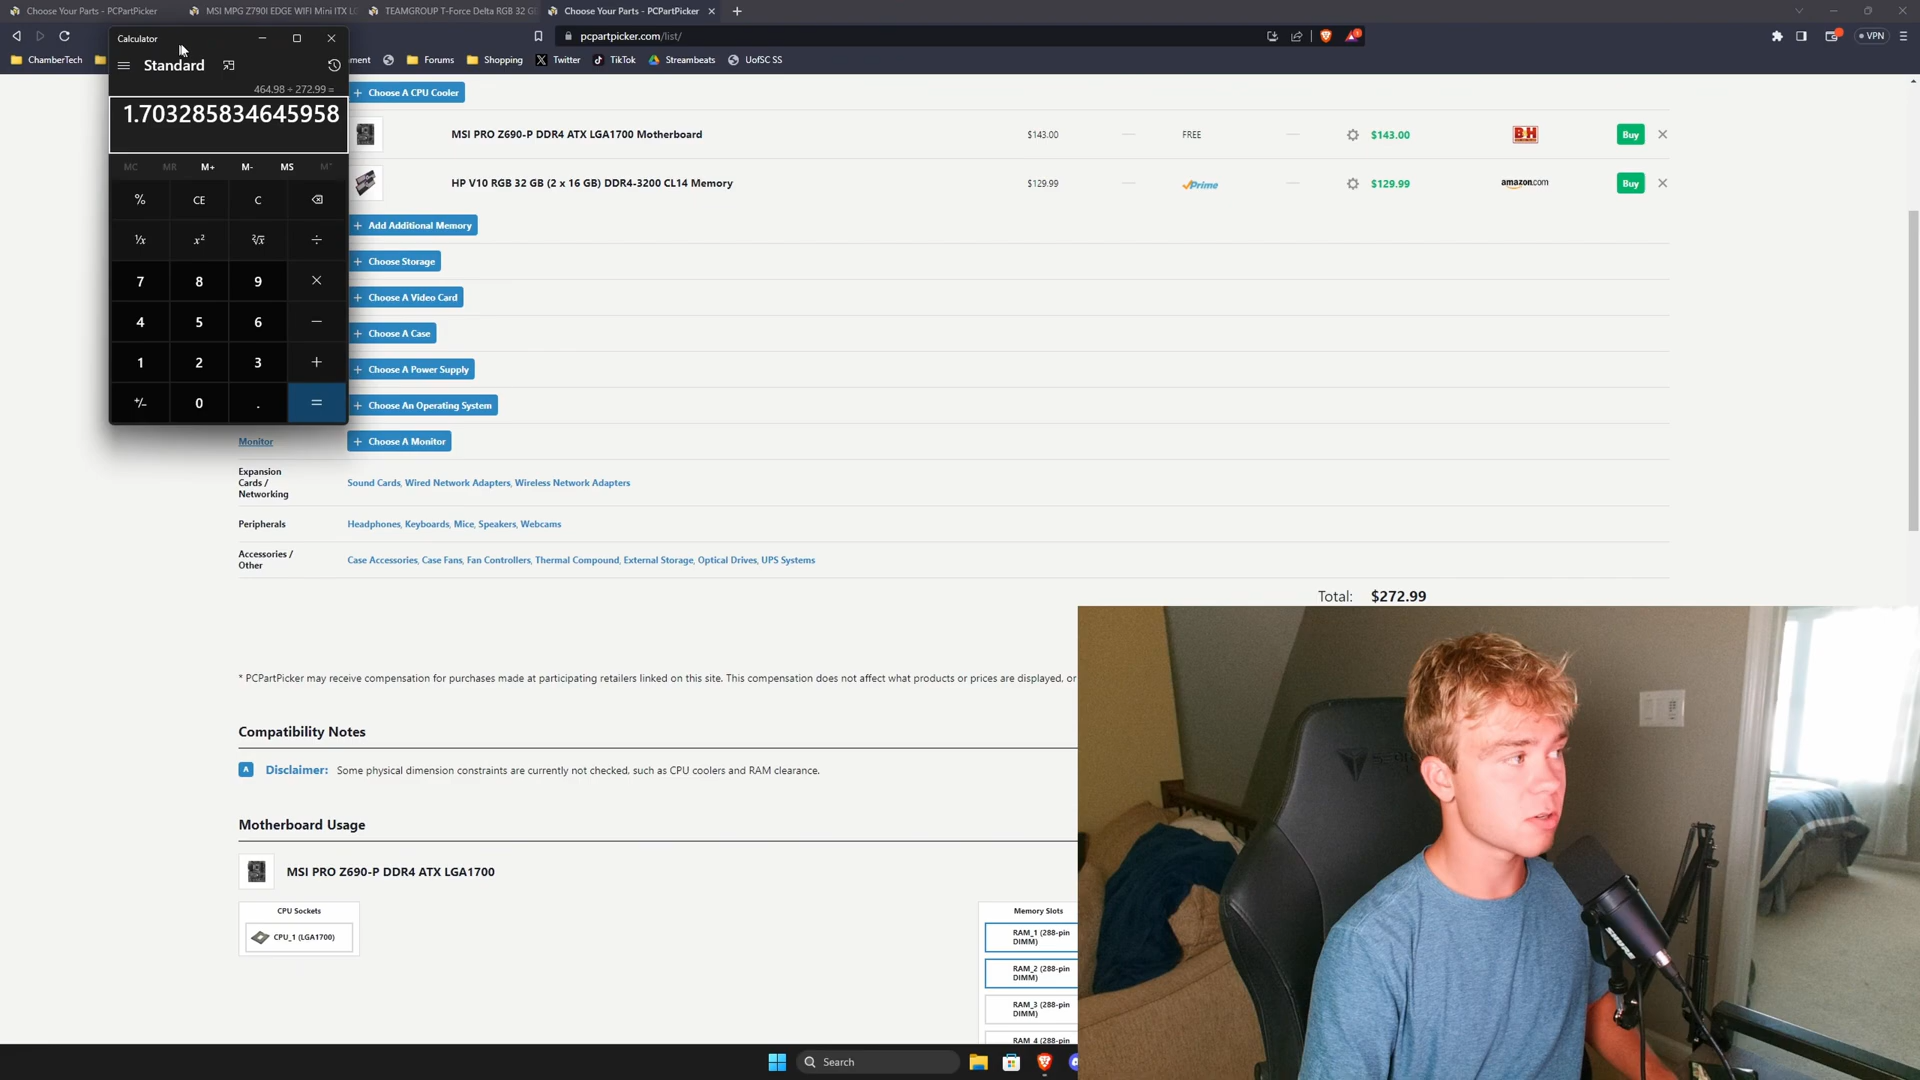 Choose Your Parts - PCPartPicker
MSI MPG Z790I EDGE WIFI Mini ITX LG
TEAMGROUP T-Force Delta RGB 32 G
Choose Your Parts - PCPartPicker
pcpartpicker.com/list/
VPN
ChamberTech
ment
Forums
Shopping
Twitter
TikTok
Streambeats
UofSC SS
Calculator
Standard
464.98 ÷ 272.99 =
1.703285834645958
MC MR M+ M- MS M˅
% CE C
¹/x x² ²√x ÷
7 8 9 ×
4 5 6 −
1 2 3 +
+/− 0 . =
+ Choose A CPU Cooler
MSI PRO Z690-P DDR4 ATX LGA1700 Motherboard
$143.00 — FREE — $143.00 B&H Buy
HP V10 RGB 32 GB (2 x 16 GB) DDR4-3200 CL14 Memory
$129.99 — Prime — $129.99 amazon.com Buy
+ Add Additional Memory
+ Choose Storage
+ Choose A Video Card
+ Choose A Case
+ Choose A Power Supply
+ Choose An Operating System
Monitor
+ Choose A Monitor
Expansion
Cards /
Networking
Sound Cards, Wired Network Adapters, Wireless Network Adapters
Peripherals
Headphones, Keyboards, Mice, Speakers, Webcams
Accessories /
Other
Case Accessories, Case Fans, Fan Controllers, Thermal Compound, External Storage, Optical Drives, UPS Systems
Total: $272.99
* PCPartPicker may receive compensation for purchases made at participating retailers linked on this site. This compensation does not affect what products or prices are displayed, or
Compatibility Notes
Disclaimer: Some physical dimension constraints are currently not checked, such as CPU coolers and RAM clearance.
Motherboard Usage
MSI PRO Z690-P DDR4 ATX LGA1700
CPU Sockets
CPU_1 (LGA1700)
Memory Slots
RAM_1 (288-pin
DIMM)
RAM_2 (288-pin
DIMM)
RAM_3 (288-pin
DIMM)
RAM_4 (288-pin
Search
SHURE